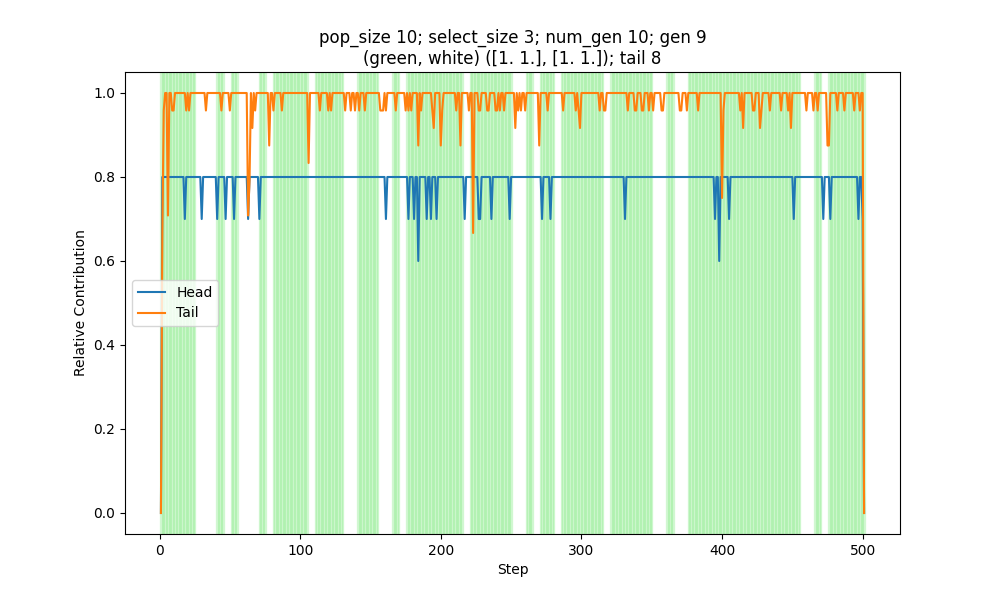 pop_size 10; select_size 3; num_gen 10; gen 9
(green, white) ([1. 1.], [1. 1.]); tail 8
1.0
0.8
0.6
0.4
0.2
0.0
Relative Contribution
Head
Tail
0
100
200
300
400
500
Step